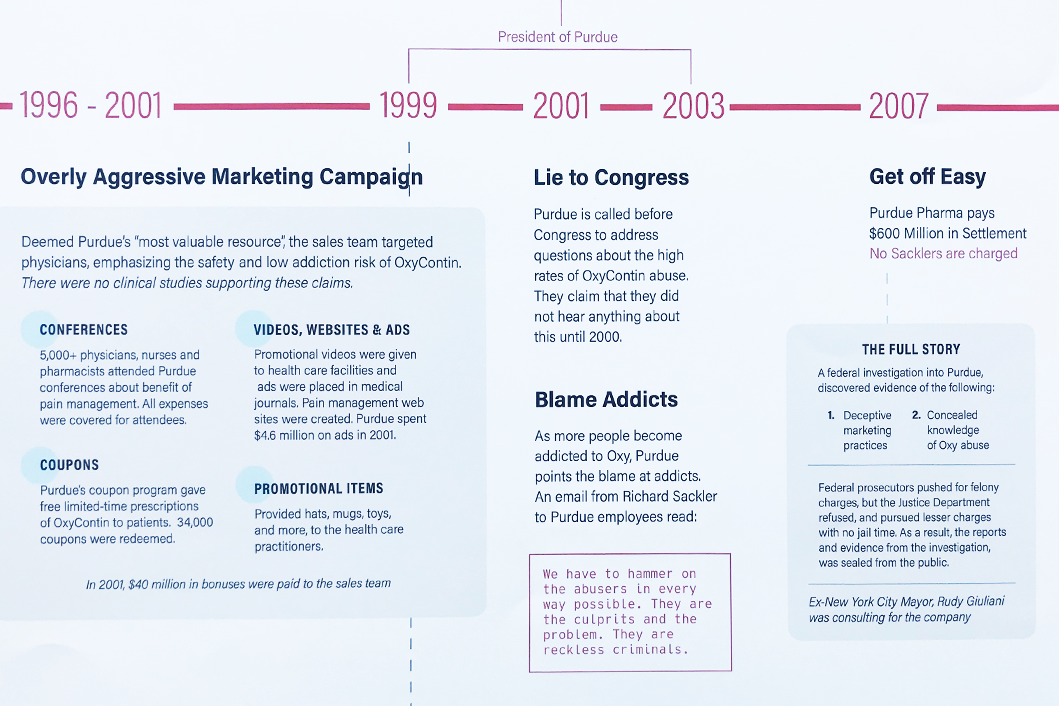 President of Purdue
1996 - 2001
1999
2001
2003
2007
Overly Aggressive Marketing Campaign
Deemed Purdue's "most valuable resource", the sales team targeted
physicians, emphasizing the safety and low addiction risk of OxyContin.
There were no clinical studies supporting these claims.
CONFERENCES
5,000+ physicians, nurses and
pharmacists attended Purdue
conferences about benefit of
pain management. All expenses
were covered for attendees.
VIDEOS, WEBSITES & ADS
Promotional videos were given
to health care facilities and
ads were placed in medical
journals. Pain management web
sites were created. Purdue spent
$4.6 million on ads in 2001.
COUPONS
Purdue's coupon program gave
free limited-time prescriptions
of OxyContin to patients. 34,000
coupons were redeemed.
PROMOTIONAL ITEMS
Provided hats, mugs, toys,
and more, to the health care
practitioners.
In 2001, $40 million in bonuses were paid to the sales team
Lie to Congress
Purdue is called before
Congress to address
questions about the high
rates of OxyContin abuse.
They claim that they did
not hear anything about
this until 2000.
Blame Addicts
As more people become
addicted to Oxy, Purdue
points the blame at addicts.
An email from Richard Sackler
to Purdue employees read:
We have to hammer on
the abusers in every
way possible. They are
the culprits and the
problem. They are
reckless criminals.
Get off Easy
Purdue Pharma pays
$600 Million in Settlement
No Sacklers are charged
THE FULL STORY
A federal investigation into Purdue,
discovered evidence of the following:
1. Deceptive
marketing
practices
2. Concealed
knowledge
of Oxy abuse
Federal prosecutors pushed for felony
charges, but the Justice Department
refused, and pursued lesser charges
with no jail time. As a result, the reports
and evidence from the investigation,
was sealed from the public.
Ex-New York City Mayor, Rudy Giuliani
was consulting for the company